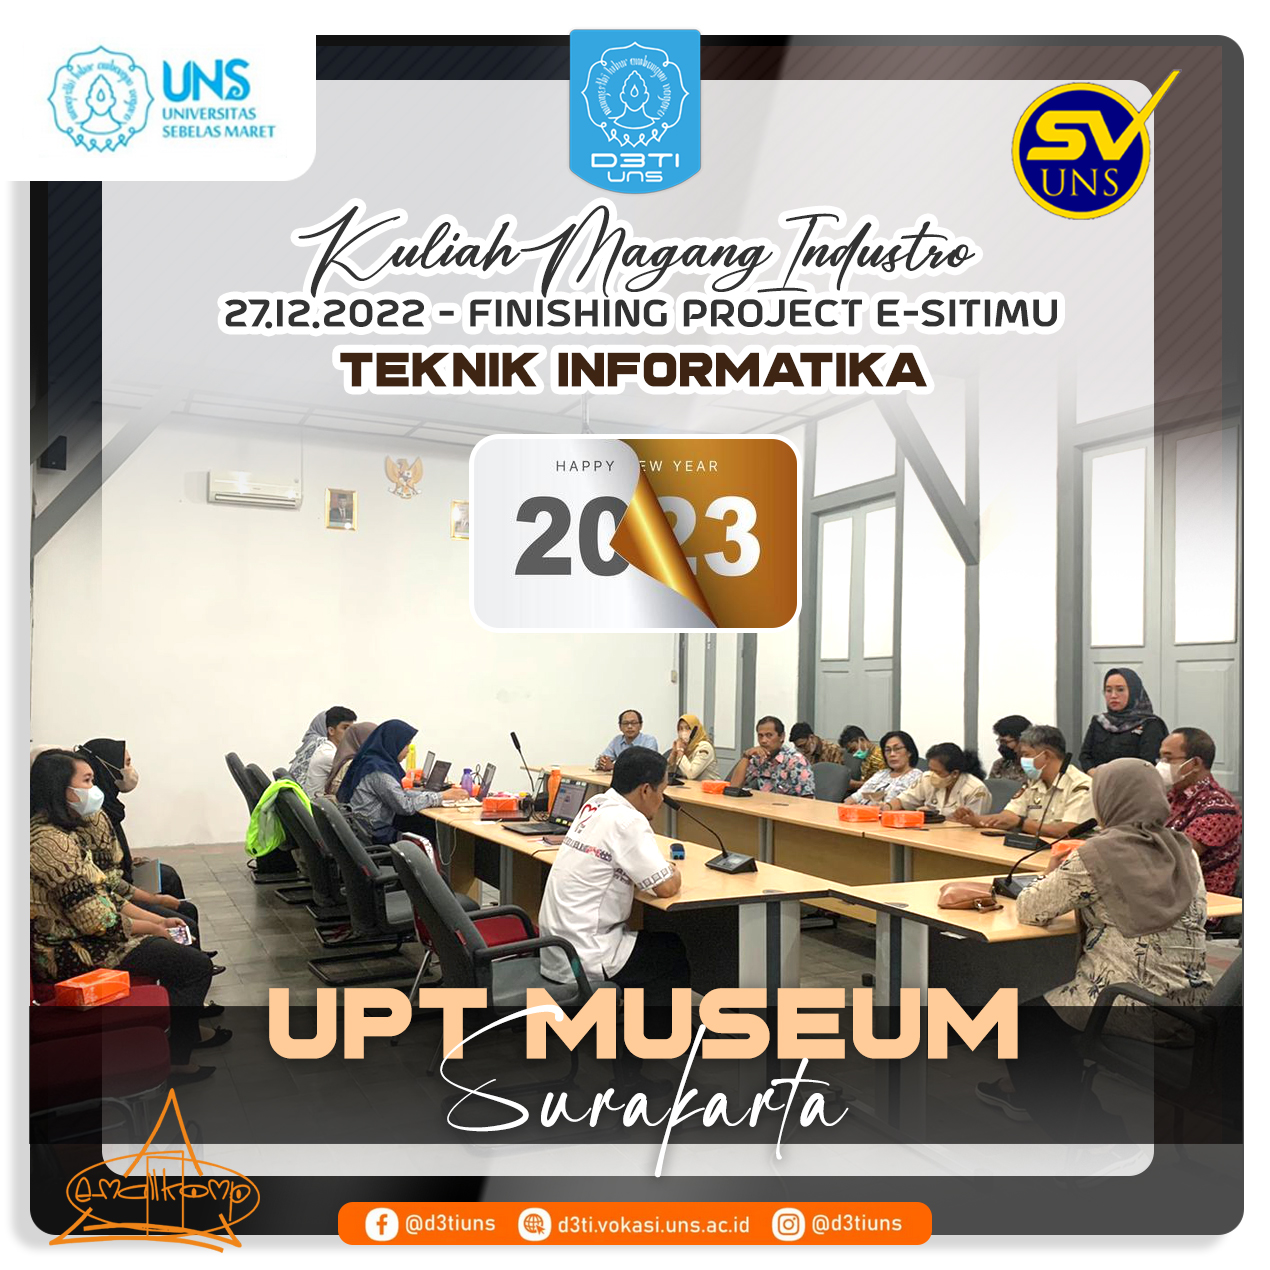 UNS
UNIVERSITAS
SEBELAS MARET
D3TI
UNS
SV
UNS
Kuliah Magang Industro
27.12.2022 - FINISHING PROJECT E-SITIMU
TEKNIK INFORMATIKA
HAPPY EW YEAR
2023
UPT MUSEUM
Surakarta
@d3tiuns d3ti.vokasi.uns.ac.id @d3tiuns